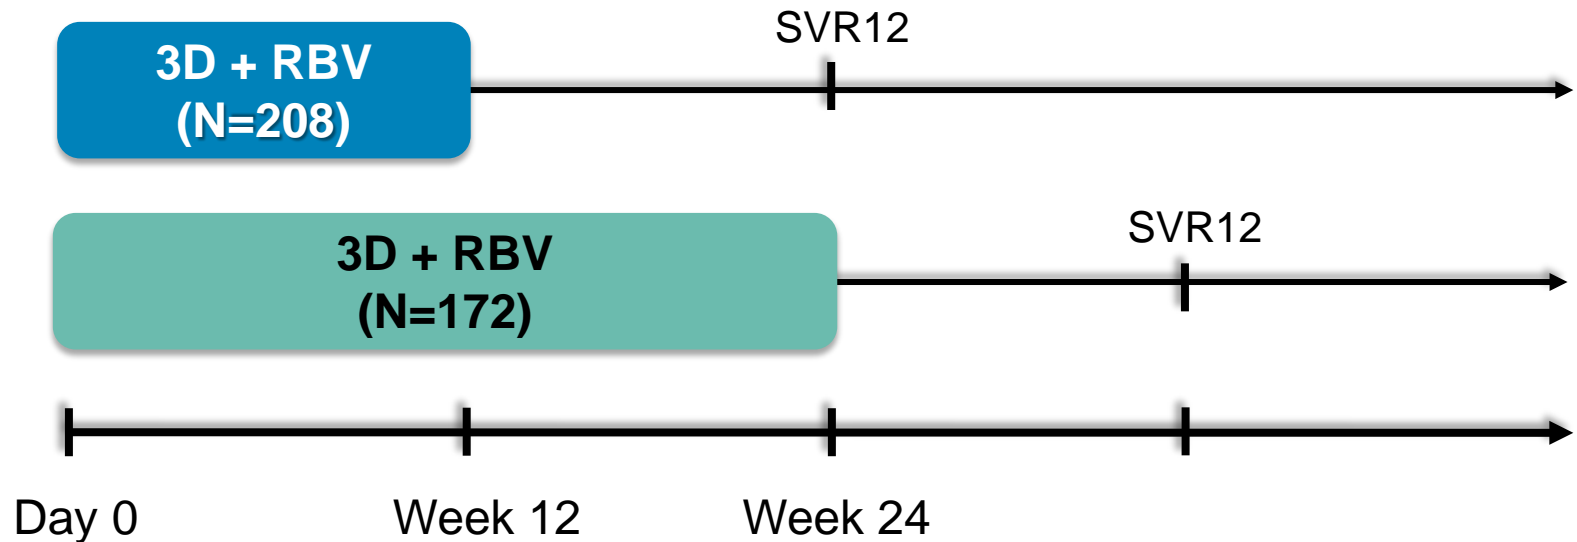 SVR12
3D + RBV
(N=208)
SVR12
3D + RBV
(N=172)
Day 0
Week 12
Week 24